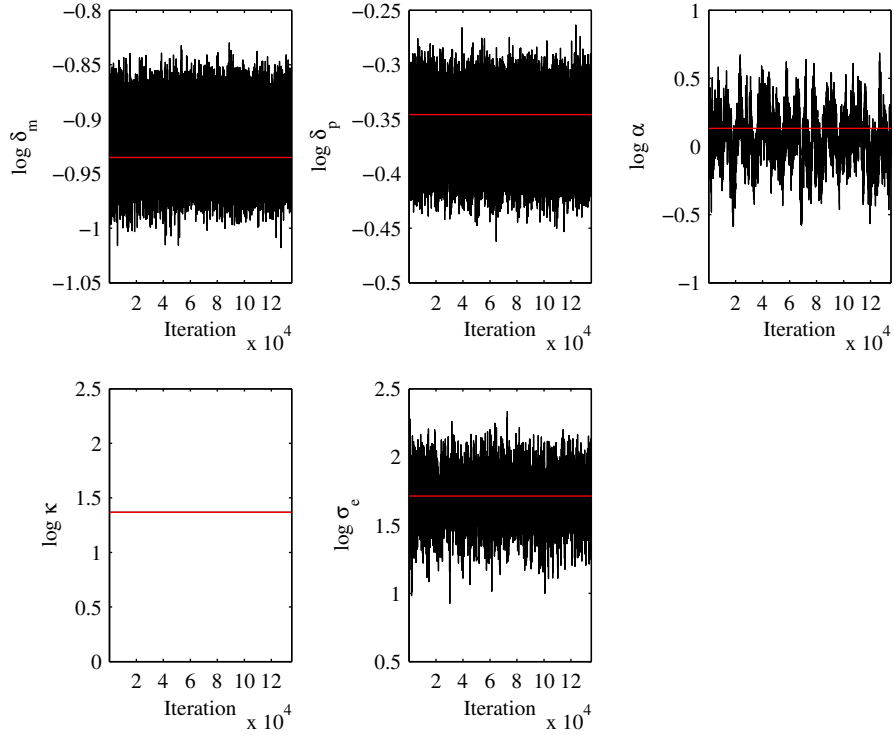 −0.8
−0.85
−0.9
−0.95
−1
−1.05
log δm
2 4 6 8 10 12
Iteration
x 10^4
−0.25
−0.3
−0.35
−0.4
−0.45
−0.5
log δp
2 4 6 8 10 12
Iteration
x 10^4
1
0.5
0
−0.5
−1
log α
2 4 6 8 10 12
Iteration
x 10^4
2.5
2
1.5
1
0.5
0
log κ
2 4 6 8 10 12
Iteration
x 10^4
2.5
2
1.5
1
0.5
log σe
2 4 6 8 10 12
Iteration
x 10^4